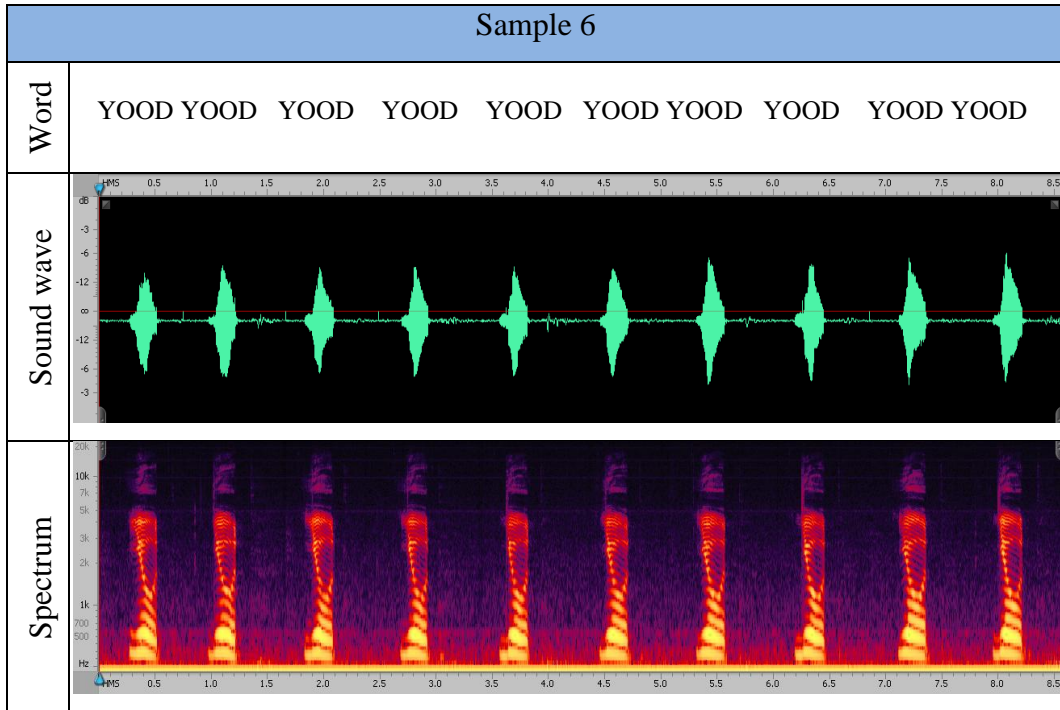 Sample 6
Word
YOOD YOOD YOOD YOOD YOOD YOOD YOOD YOOD YOOD YOOD
Sound wave
HMS 0.5 1.0 1.5 2.0 2.5 3.0 3.5 4.0 4.5 5.0 5.5 6.0 6.5 7.0 7.5 8.0 8.5
dB
-3
-6
-12
∞
-12
-6
-3
Spectrum
20k
10k
7k
5k
3k
2k
1k
700
500
Hz
HMS 0.5 1.0 1.5 2.0 2.5 3.0 3.5 4.0 4.5 5.0 5.5 6.0 6.5 7.0 7.5 8.0 8.5